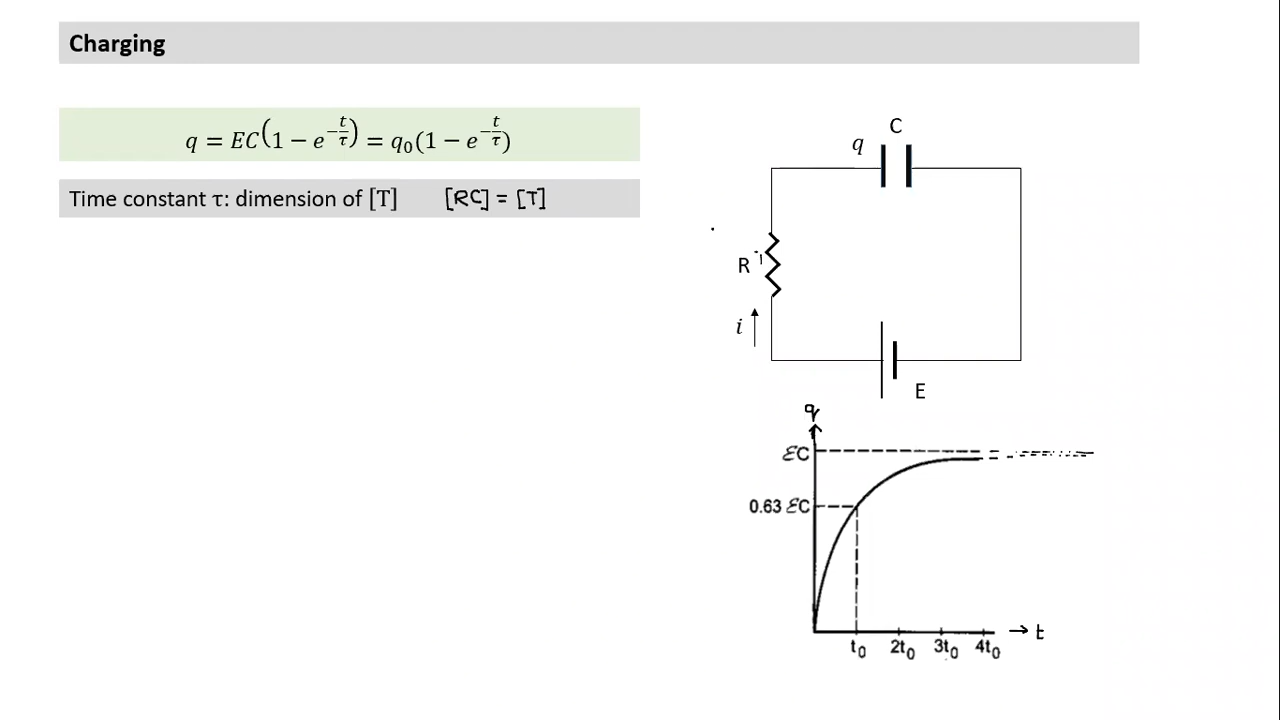 Charging
q = EC(1 − e^{−t/τ}) = q₀(1 − e^{−t/τ})
Time constant τ: dimension of [T] [RC] = [T]
C
q
R
i
E
q
ℰC
0.63 ℰC
t₀ 2t₀ 3t₀ 4t₀
→ t